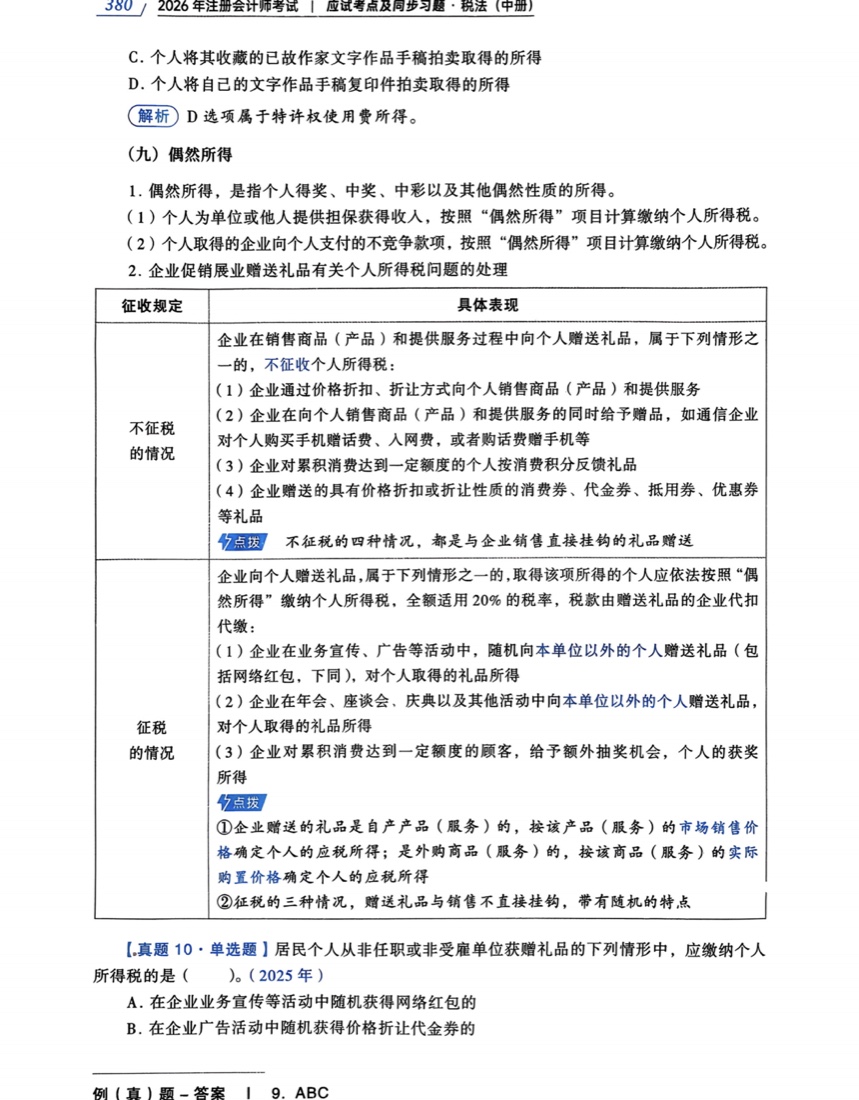 380 / 2026 年注册会计师考试 | 应试考点及同步习题·税法(中册)
C. 个人将其收藏的已故作家文字作品手稿拍卖取得的所得
D. 个人将自已的文字作品手稿复印件拍卖取得的所得
解析 D 选项属于特许权使用费所得。
(九)偶然所得
1. 偶然所得,是指个人得奖、中奖、中彩以及其他偶然性质的所得。
(1)个人为单位或他人提供担保获得收入,按照“偶然所得”项目计算缴纳个人所得税。
(2)个人取得的企业向个人支付的不竞争款项,按照“偶然所得”项目计算缴纳个人所得税。
2. 企业促销展业赠送礼品有关个人所得税问题的处理
征收规定 具体表现
不征税
的情况
企业在销售商品(产品)和提供服务过程中向个人赠送礼品,属于下列情形之
一的,不征收个人所得税:
(1)企业通过价格折扣、折让方式向个人销售商品(产品)和提供服务
(2)企业在向个人销售商品(产品)和提供服务的同时给予赠品,如通信企业
对个人购买手机赠话费、入网费,或者购话费赠手机等
(3)企业对累积消费达到一定额度的个人按消费积分反馈礼品
(4)企业赠送的具有价格折扣或折让性质的消费券、代金券、抵用券、优惠券
等礼品
点拨 不征税的四种情况,都是与企业销售直接挂钩的礼品赠送
征税
的情况
企业向个人赠送礼品,属于下列情形之一的,取得该项所得的个人应依法按照“偶
然所得”缴纳个人所得税,全额适用 20% 的税率,税款由赠送礼品的企业代扣
代缴:
(1)企业在业务宣传、广告等活动中,随机向本单位以外的个人赠送礼品(包
括网络红包,下同),对个人取得的礼品所得
(2)企业在年会、座谈会、庆典以及其他活动中向本单位以外的个人赠送礼品,
对个人取得的礼品所得
(3)企业对累积消费达到一定额度的顾客,给予额外抽奖机会,个人的获奖
所得
点拨
①企业赠送的礼品是自产产品(服务)的,按该产品(服务)的市场销售价
格确定个人的应税所得;是外购商品(服务)的,按该商品(服务)的实际
购置价格确定个人的应税所得
②征税的三种情况,赠送礼品与销售不直接挂钩,带有随机的特点
【真题 10·单选题】居民个人从非任职或非受雇单位获赠礼品的下列情形中,应缴纳个人
所得税的是( )。(2025 年)
A. 在企业业务宣传等活动中随机获得网络红包的
B. 在企业广告活动中随机获得价格折让代金券的
例(真)题-答案 | 9. ABC